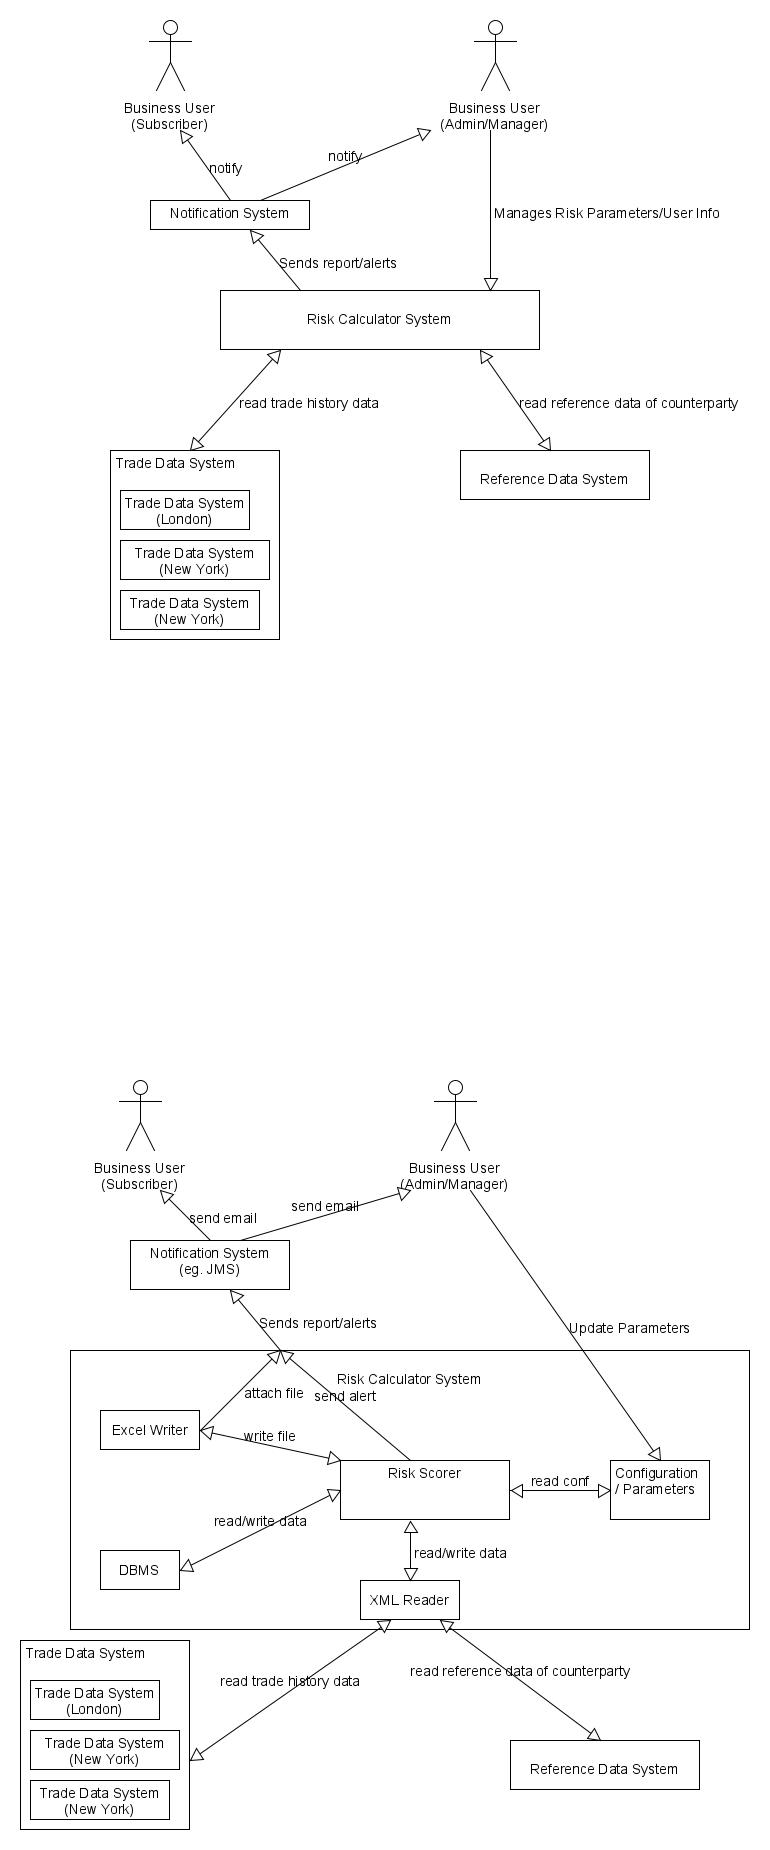 Business User
(Subscriber)
Business User
(Admin/Manager)
notify
notify
Notification System
Manages Risk Parameters/User Info
Sends report/alerts
Risk Calculator System
read trade history data
read reference data of counterparty
Trade Data System
Trade Data System
(London)
Trade Data System
(New York)
Trade Data System
(New York)
Reference Data System
Business User
(Subscriber)
Business User
(Admin/Manager)
send email
send email
Notification System
(eg. JMS)
Sends report/alerts
Update Parameters
Risk Calculator System
attach file
send alert
Excel Writer
write file
Risk Scorer
read conf
Configuration
/ Parameters
read/write data
DBMS
read/write data
XML Reader
Trade Data System
Trade Data System
(London)
Trade Data System
(New York)
Trade Data System
(New York)
read trade history data
read reference data of counterparty
Reference Data System